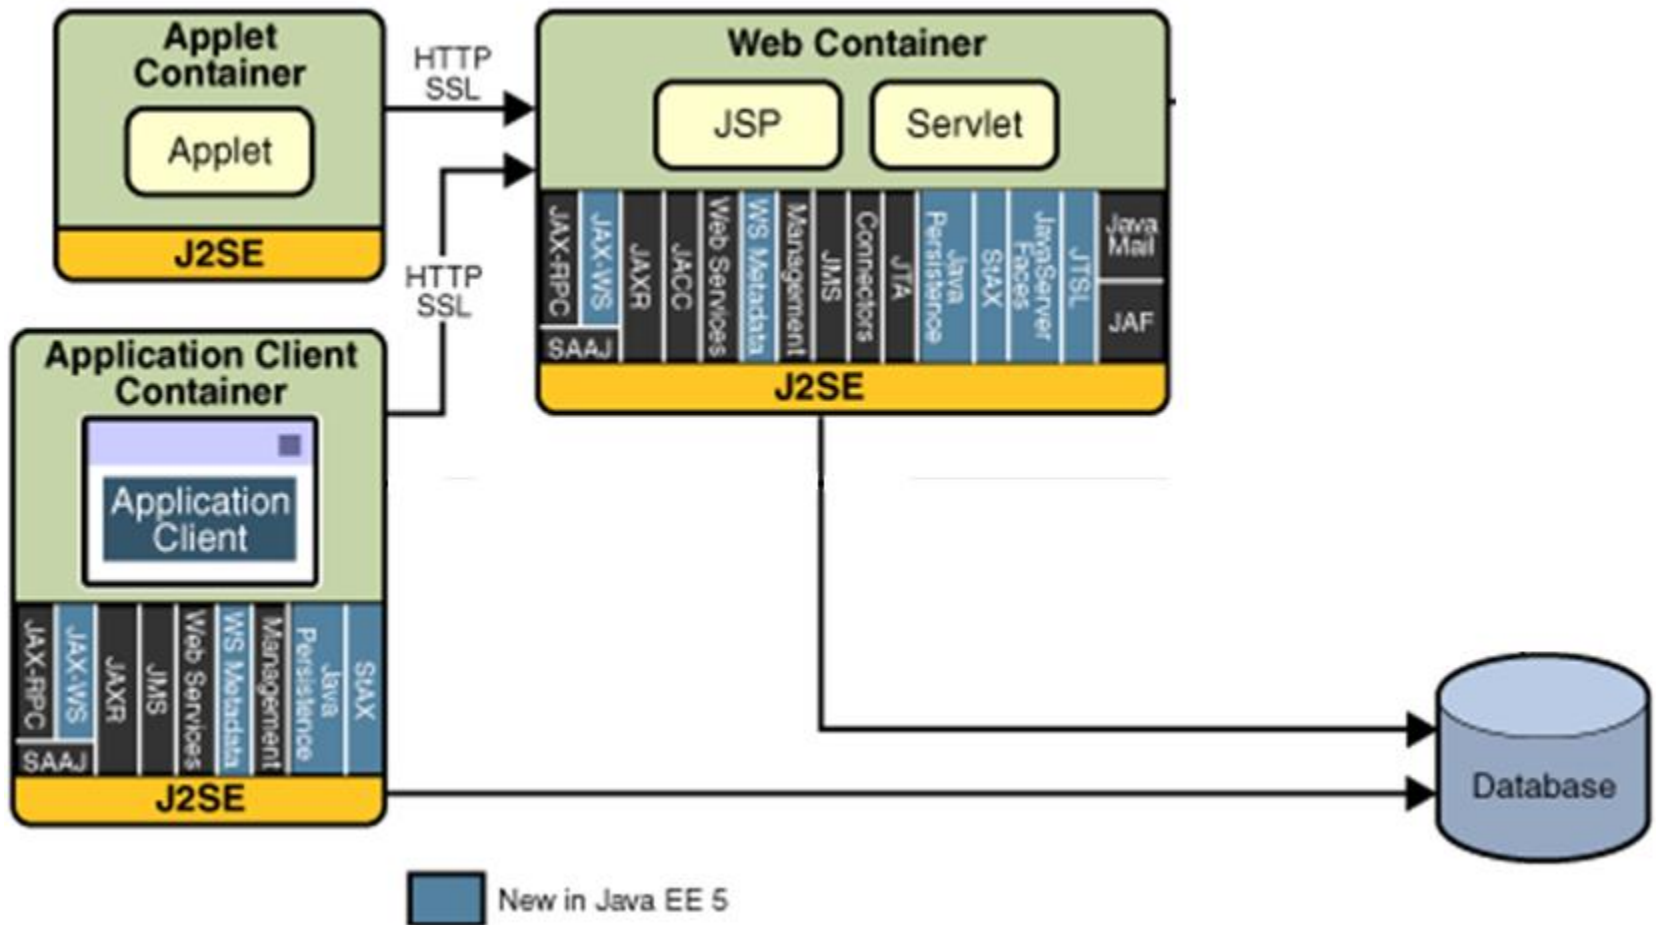 Applet
Container
Applet
J2SE
HTTP
SSL
Web Container
JSP
Servlet
JAX-RPC
JAX-WS
SAAJ
JAXR
JACC
Web Services
WS Metadata
Management
JMS
Connectors
JTA
Java
Persistence
StAX
JavaServer
Faces
JTSL
Java
Mail
JAF
J2SE
HTTP
SSL
Application Client
Container
Application
Client
JAX-RPC
JAX-WS
SAAJ
JAXR
JMS
Web Services
WS Metadata
Management
Java
Persistence
StAX
J2SE
Database
New in Java EE 5